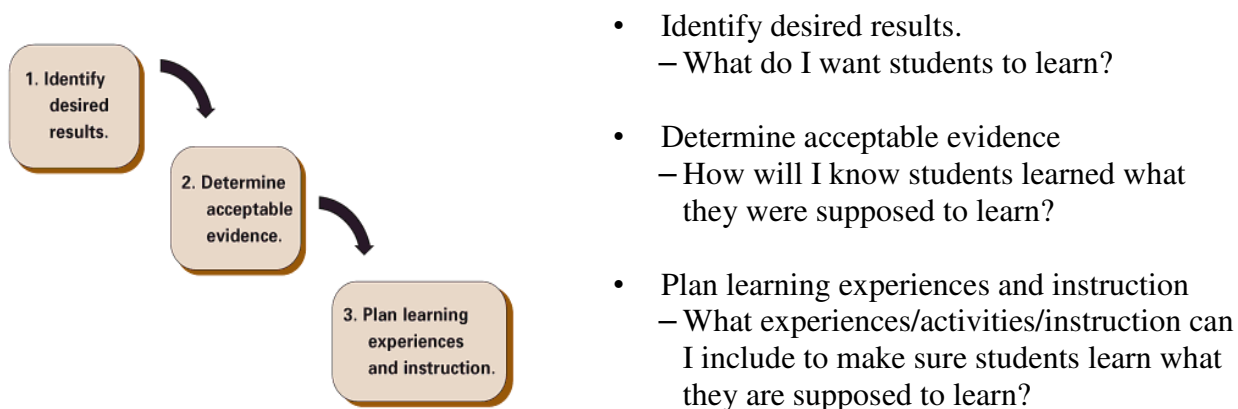 1. Identify
desired
results.
2. Determine
acceptable
evidence.
3. Plan learning
experiences
and instruction.
• Identify desired results.
– What do I want students to learn?
• Determine acceptable evidence
– How will I know students learned what
they were supposed to learn?
• Plan learning experiences and instruction
– What experiences/activities/instruction can
I include to make sure students learn what
they are supposed to learn?